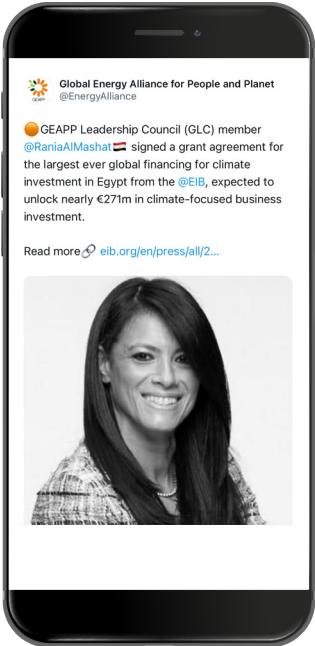 Global Energy Alliance for People and Planet
@EnergyAlliance
GEAPP
GEAPP Leadership Council (GLC) member
@RaniaAlMashat signed a grant agreement for
the largest ever global financing for climate
investment in Egypt from the @EIB, expected to
unlock nearly €271m in climate-focused business
investment.
Read more eib.org/en/press/all/2...